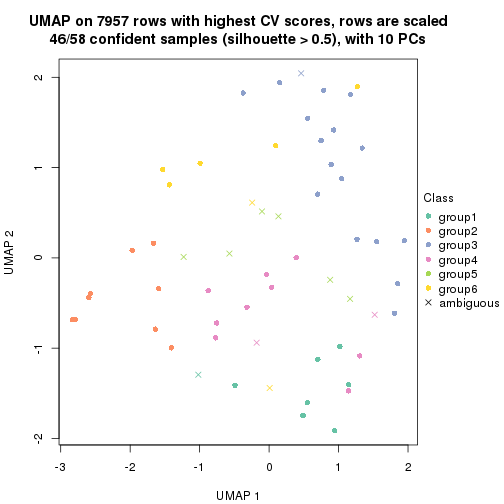 UMAP on 7957 rows with highest CV scores, rows are scaled
46/58 confident samples (silhouette > 0.5), with 10 PCs
2
1
0
-1
-2
UMAP 2
-3
-2
-1
0
1
2
UMAP 1
Class
group1
group2
group3
group4
group5
group6
ambiguous